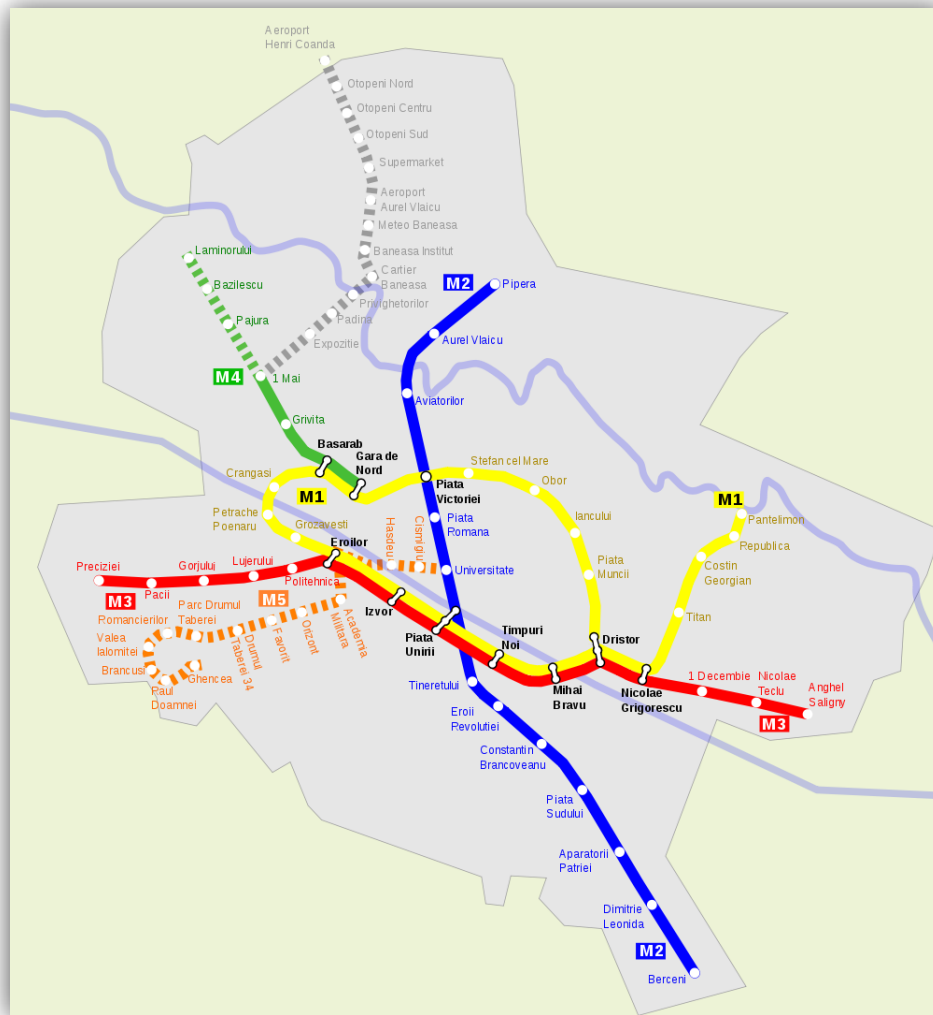 Aeroport
Henri Coanda
Otopeni Nord
Otopeni Centru
Otopeni Sud
Supermarket
Aeroport
Aurel Vlaicu
Meteo Baneasa
Baneasa Institut
Cartier
Baneasa
Privighetorilor
Padina
Expozitie
Laminorului
Bazilescu
Pajura
M4
1 Mai
Grivita
M2
Pipera
Aurel Vlaicu
Aviatorilor
Basarab
Gara de
Nord
Crangasi
M1
Petrache
Poenaru
Grozavesti
Stefan cel Mare
Piata
Victoriei
Obor
Iancului
Piata
Muncii
M1
Pantelimon
Republica
Costin
Georgian
Titan
Piata
Romana
Universitate
Cismigiu
Hasdeu
Eroilor
Preciziei
M3
Pacii
Gorjului
Lujerului
Politehnica
M5
Romancierilor
Parc Drumul
Taberei
Valea
Ialomitei
Brancusi
Paul
Doamnei
Ghencea
Drumul
Taberei 34
Favorit
Orizont
Academia
Militara
Izvor
Piata
Unirii
Timpuri
Noi
Mihai
Bravu
Dristor
Nicolae
Grigorescu
1 Decembrie
Nicolae
Teclu
Anghel
Saligny
M3
Tineretului
Eroii
Revolutiei
Constantin
Brancoveanu
Piata
Sudului
Aparatorii
Patriei
Dimitrie
Leonida
M2
Berceni